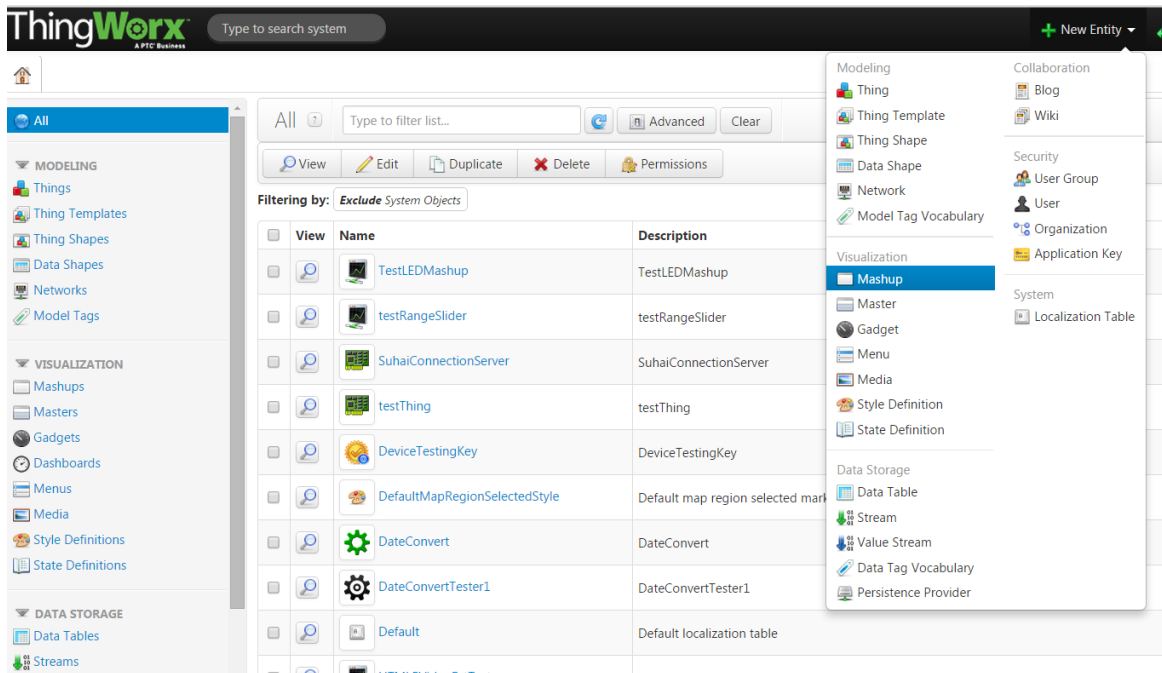 ThingWorx
A PTC Business
Type to search system
New Entity
All
MODELING
Things
Thing Templates
Thing Shapes
Data Shapes
Networks
Model Tags
VISUALIZATION
Mashups
Masters
Gadgets
Dashboards
Menus
Media
Style Definitions
State Definitions
DATA STORAGE
Data Tables
Streams
All ? Type to filter list... Advanced Clear
View Edit Duplicate Delete Permissions
Filtering by: Exclude System Objects
View Name Description
TestLEDMashup TestLEDMashup
testRangeSlider testRangeSlider
SuhaiConnectionServer SuhaiConnectionServer
testThing testThing
DeviceTestingKey DeviceTestingKey
DefaultMapRegionSelectedStyle Default map region selected mark
DateConvert DateConvert
DateConvertTester1 DateConvertTester1
Default Default localization table
Modeling
Thing
Thing Template
Thing Shape
Data Shape
Network
Model Tag Vocabulary
Visualization
Mashup
Master
Gadget
Menu
Media
Style Definition
State Definition
Data Storage
Data Table
Stream
Value Stream
Data Tag Vocabulary
Persistence Provider
Collaboration
Blog
Wiki
Security
User Group
User
Organization
Application Key
System
Localization Table